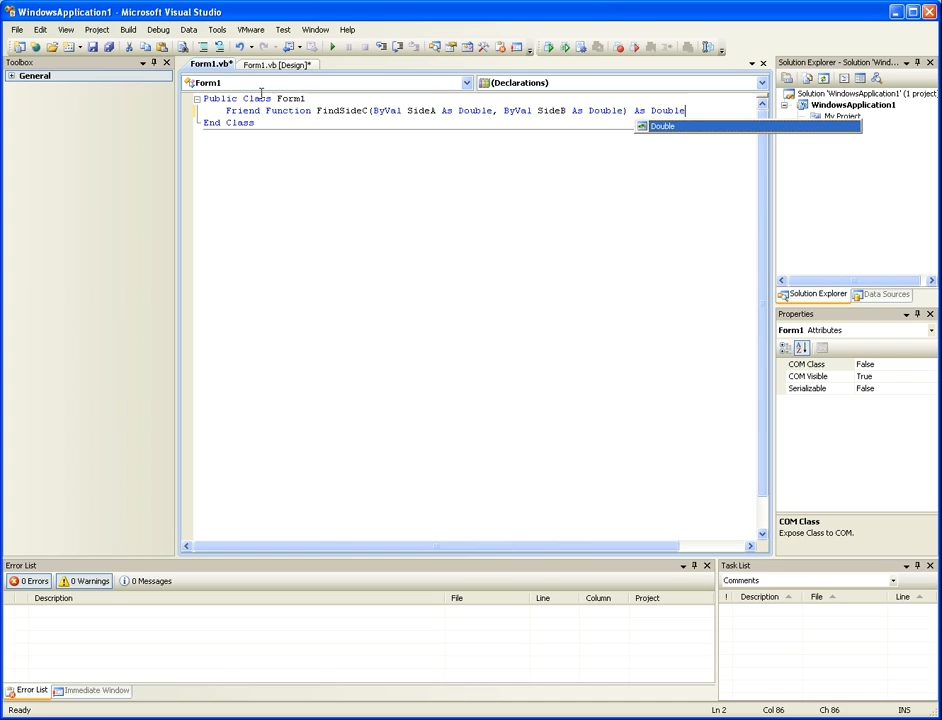 WindowsApplication1 - Microsoft Visual Studio
File Edit View Project Build Debug Data Tools VMware Test Window Help
Toolbox
General
Form1.vb* Form1.vb [Design]*
Form1 (Declarations)
Public Class Form1
Friend Function FindSideC(ByVal SideA As Double, ByVal SideB As Double) As Double
End Class
Double
Solution Explorer - Solution 'Wind...
Solution 'WindowsApplication1' (1 project)
WindowsApplication1
My Project
Solution Explorer Data Sources
Properties
Form1 Attributes
COM Class False
COM Visible True
Serializable False
COM Class
Expose Class to COM.
Error List
0 Errors 0 Warnings 0 Messages
Description File Line Column Project
Error List Immediate Window
Task List
Comments
! Description File Line
Ready Ln 2 Col 86 Ch 86 INS